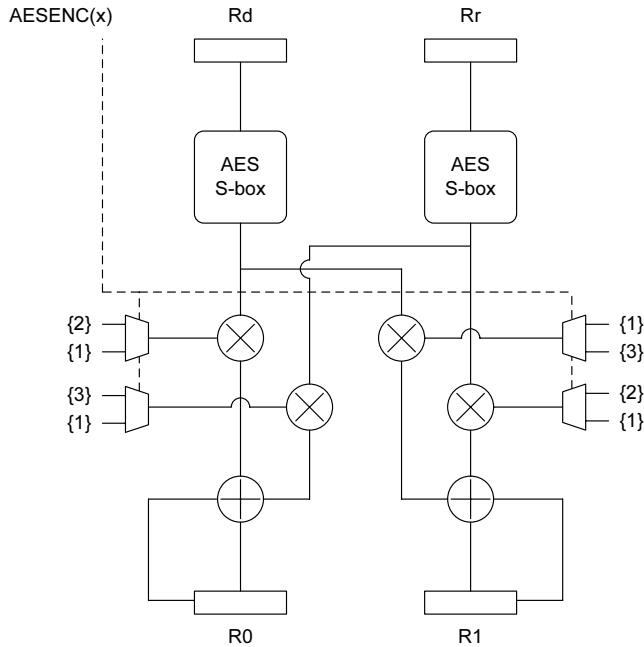 AESENC(x) Rd Rr
AES
S-box
AES
S-box
{2}
{1}
{1}
{3}
{3}
{1}
{2}
{1}
R0 R1